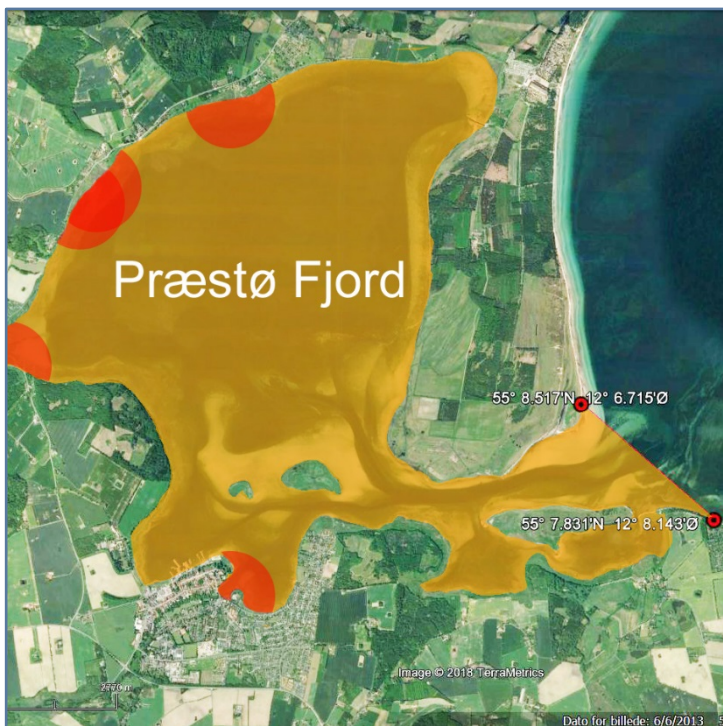 Præstø Fjord
55° 8.517'N 12° 6.715'Ø
55° 7.831'N 12° 8.143'Ø
Image © 2018 TerraMetrics
2770 m
Dato for billede: 6/6/2013